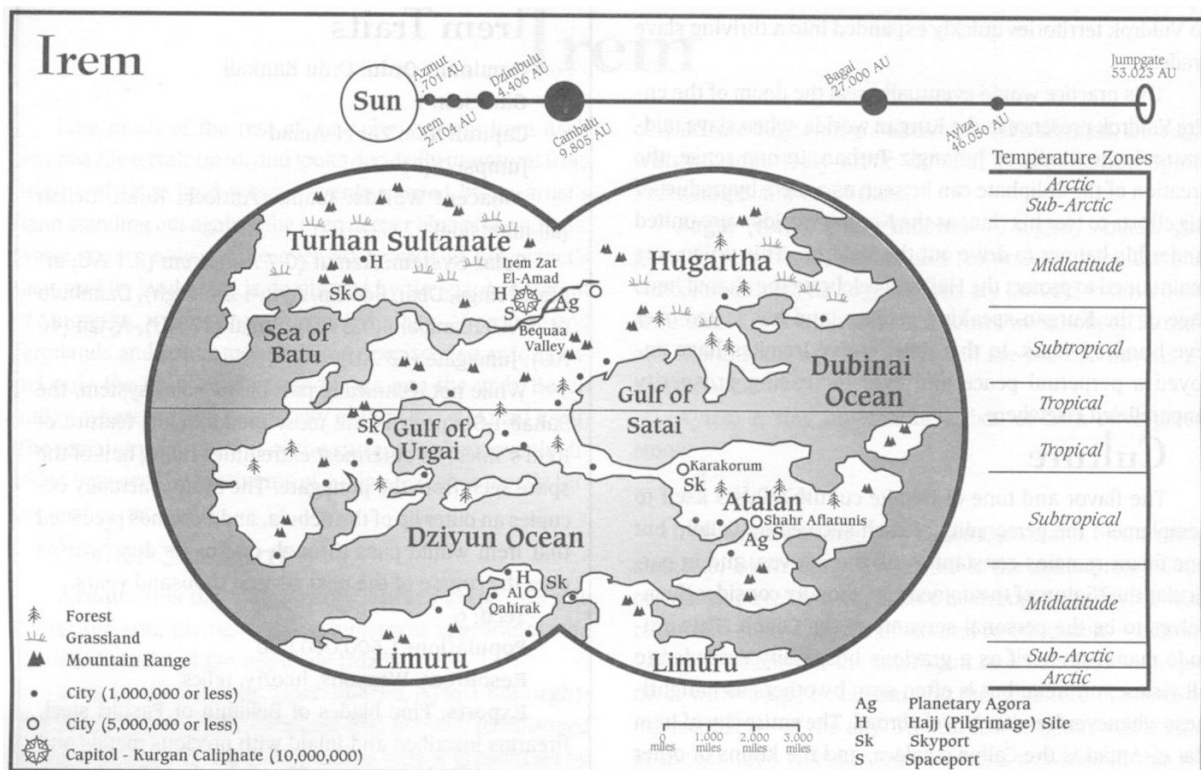 Irem
Sun
Azmut
.707 AU
Irem
2.104 AU
Dzimbulu
4.406 AU
Cambali
9.805 AU
Bagai
27.000 AU
Ayiza
46.050 AU
Jumpgate
53.023 AU
Temperature Zones
Arctic
Sub-Arctic
Midlatitude
Subtropical
Tropical
Tropical
Subtropical
Midlatitude
Sub-Arctic
Arctic
Turhan Sultanate
H
Sk
Irem Zar
El-Amad
H
S
Ag
Sea of
Batu
Bequa
Valley
Sk
Gulf of
Urgai
Dziyun Ocean
H
Al
Qahirak
Sk
Limuru
Hugartha
Dubinai
Ocean
Gulf of
Satai
Karakorum
Sk
Atalan
Shah Aflatunis
Ag
S
Limuru
Forest
Grassland
Mountain Range
City (1,000,000 or less)
City (5,000,000 or less)
Capitol - Kurgan Caliphate (10,000,000)
0
miles
1,000
miles
2,000
miles
3,000
miles
Ag Planetary Agora
H Hajj (Pilgrimage) Site
Sk Skyport
S Spaceport